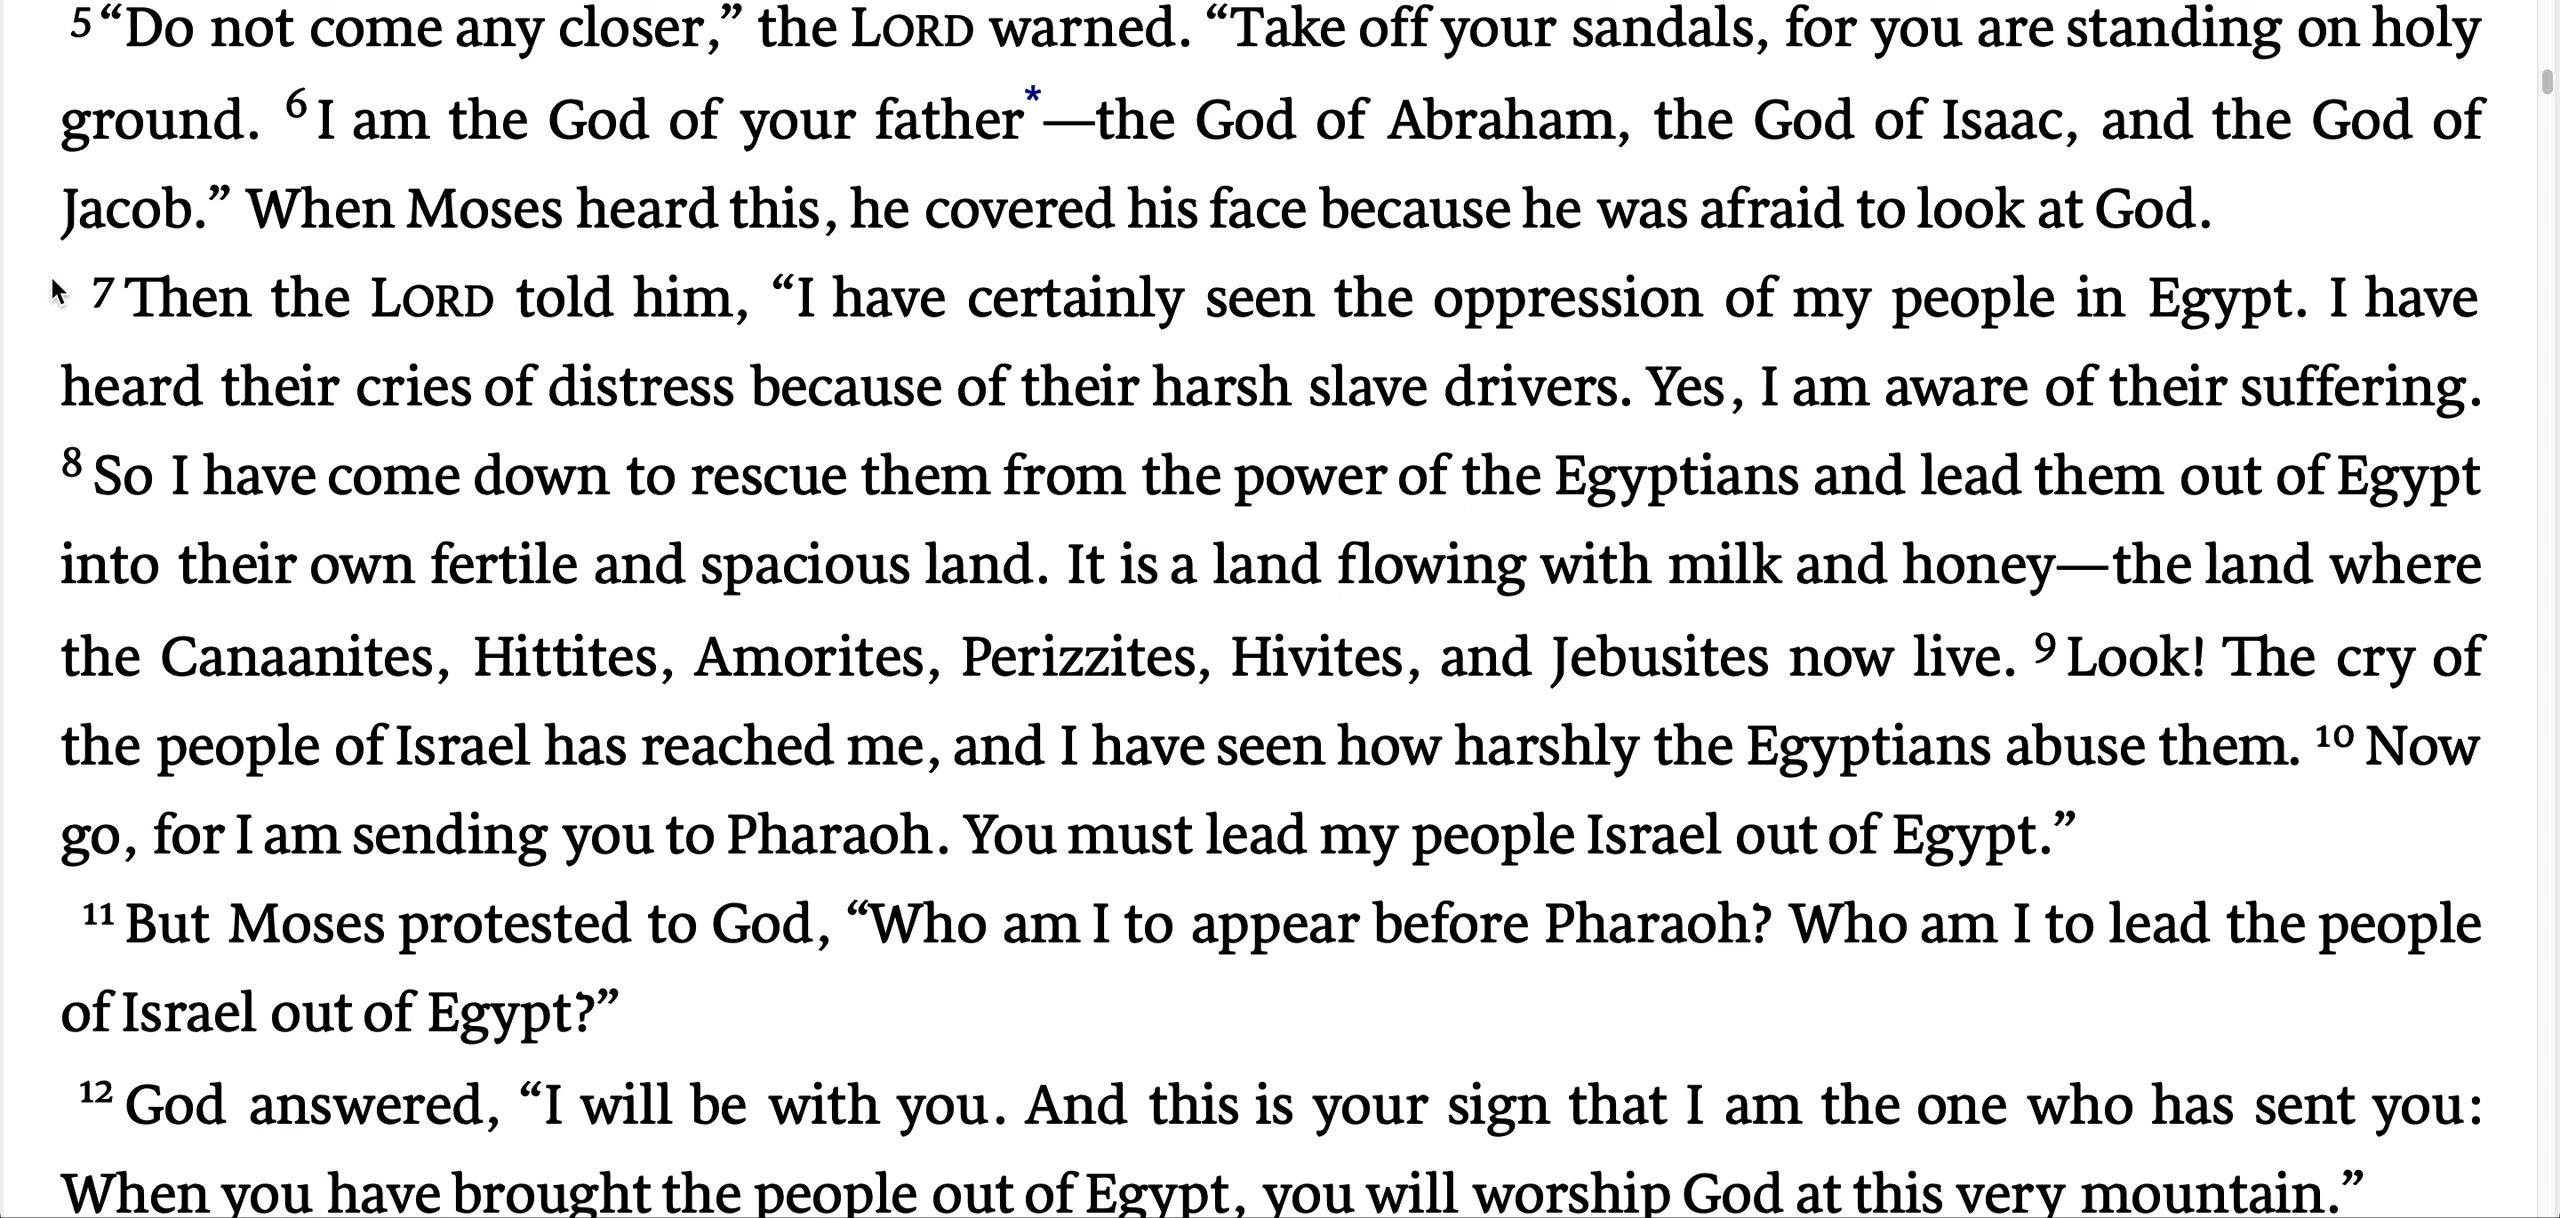 5 “Do not come any closer,” the LORD warned. “Take off your sandals, for you are standing on holy
ground. 6 I am the God of your father*—the God of Abraham, the God of Isaac, and the God of
Jacob.” When Moses heard this, he covered his face because he was afraid to look at God.
7 Then the LORD told him, “I have certainly seen the oppression of my people in Egypt. I have
heard their cries of distress because of their harsh slave drivers. Yes, I am aware of their suffering.
8 So I have come down to rescue them from the power of the Egyptians and lead them out of Egypt
into their own fertile and spacious land. It is a land flowing with milk and honey—the land where
the Canaanites, Hittites, Amorites, Perizzites, Hivites, and Jebusites now live. 9 Look! The cry of
the people of Israel has reached me, and I have seen how harshly the Egyptians abuse them. 10 Now
go, for I am sending you to Pharaoh. You must lead my people Israel out of Egypt.”
11 But Moses protested to God, “Who am I to appear before Pharaoh? Who am I to lead the people
of Israel out of Egypt?”
12 God answered, “I will be with you. And this is your sign that I am the one who has sent you:
When you have brought the people out of Egypt, you will worship God at this very mountain.”